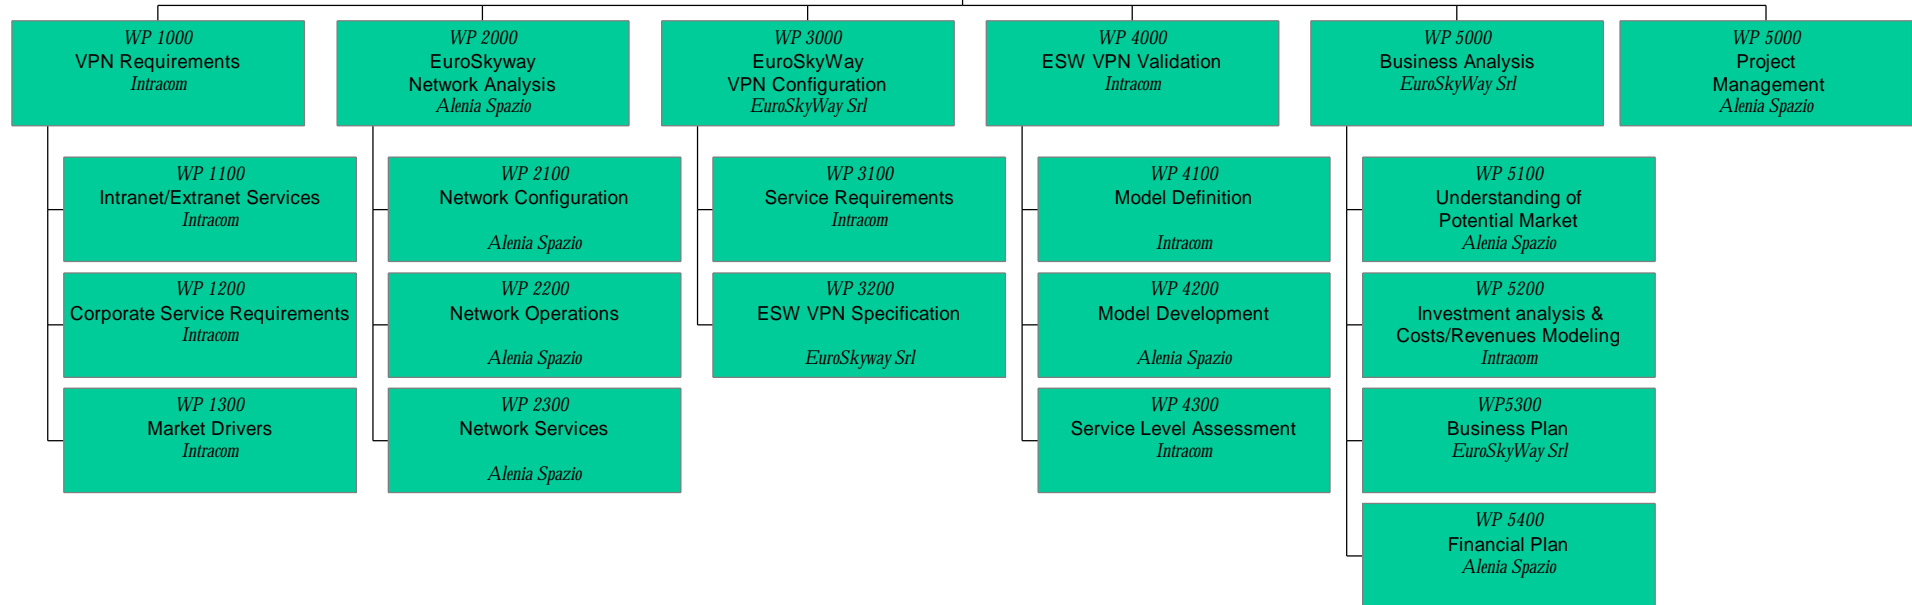 WP 1000
VPN Requirements
Intracom
WP 2000
EuroSkyway
Network Analysis
Alenia Spazio
WP 3000
EuroSkyWay
VPN Configuration
EuroSkyWay Srl
WP 4000
ESW VPN Validation
Intracom
WP 5000
Business Analysis
EuroSkyWay Srl
WP 5000
Project
Management
Alenia Spazio
WP 1100
Intranet/Extranet Services
Intracom
WP 2100
Network Configuration
Alenia Spazio
WP 3100
Service Requirements
Intracom
WP 4100
Model Definition
Intracom
WP 5100
Understanding of
Potential Market
Alenia Spazio
WP 1200
Corporate Service Requirements
Intracom
WP 2200
Network Operations
Alenia Spazio
WP 3200
ESW VPN Specification
EuroSkyway Srl
WP 4200
Model Development
Alenia Spazio
WP 5200
Investment analysis &
Costs/Revenues Modeling
Intracom
WP 1300
Market Drivers
Intracom
WP 2300
Network Services
Alenia Spazio
WP 4300
Service Level Assessment
Intracom
WP5300
Business Plan
EuroSkyWay Srl
WP 5400
Financial Plan
Alenia Spazio